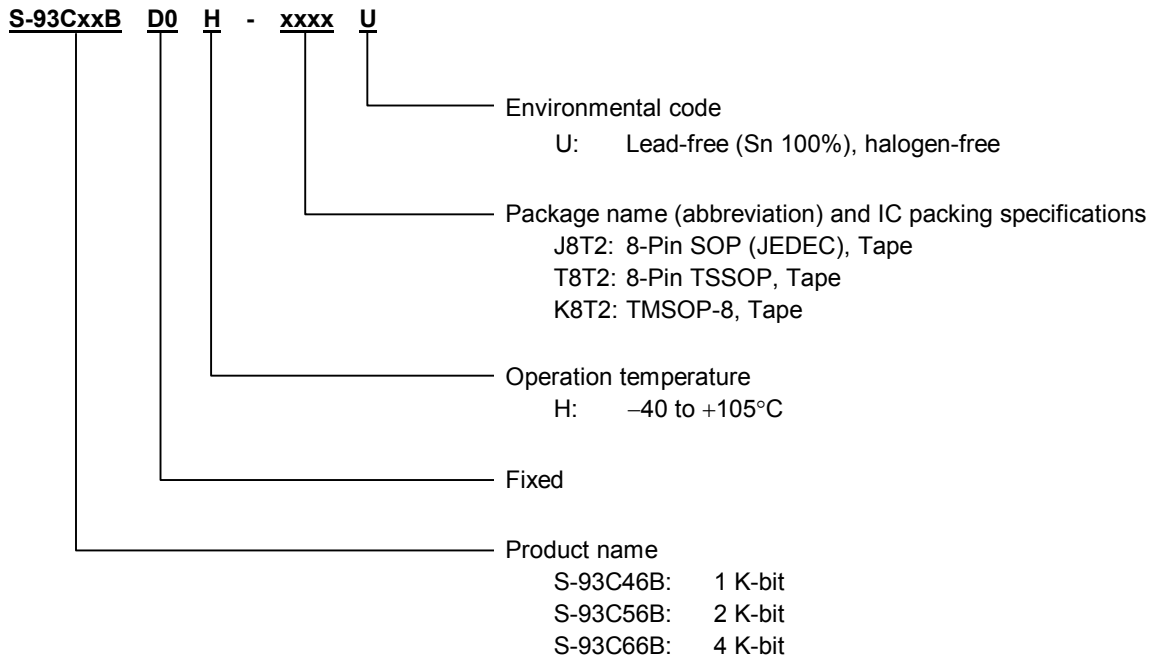 S-93CxxB D0 H - xxxx U
Environmental code
U: Lead-free (Sn 100%), halogen-free
Package name (abbreviation) and IC packing specifications
J8T2: 8-Pin SOP (JEDEC), Tape
T8T2: 8-Pin TSSOP, Tape
K8T2: TMSOP-8, Tape
Operation temperature
H: −40 to +105°C
Fixed
Product name
S-93C46B: 1 K-bit
S-93C56B: 2 K-bit
S-93C66B: 4 K-bit